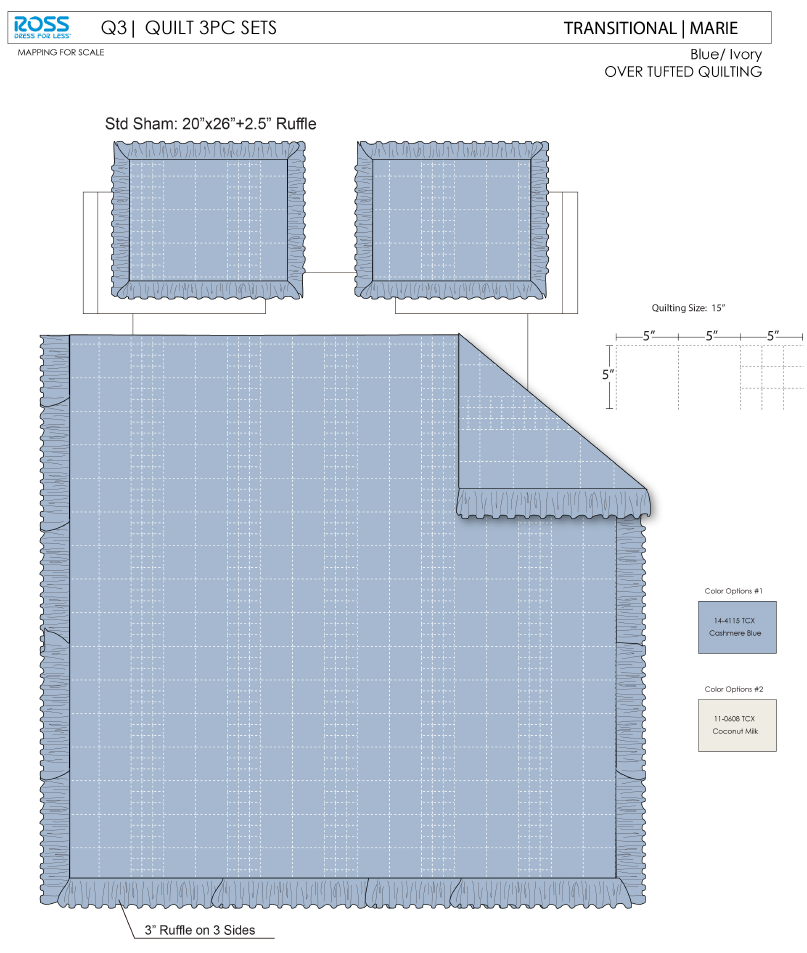 ROSS
DRESS FOR LESS
Q3| QUILT 3PC SETS
TRANSITIONAL | MARIE
MAPPING FOR SCALE
Blue/ Ivory
OVER TUFTED QUILTING
Std Sham: 20”x26”+2.5” Ruffle
Quilting Size: 15”
5” 5” 5”
5”
Color Options #1
14-4115 TCX
Cashmere Blue
Color Options #2
11-0608 TCX
Coconut Milk
3” Ruffle on 3 Sides